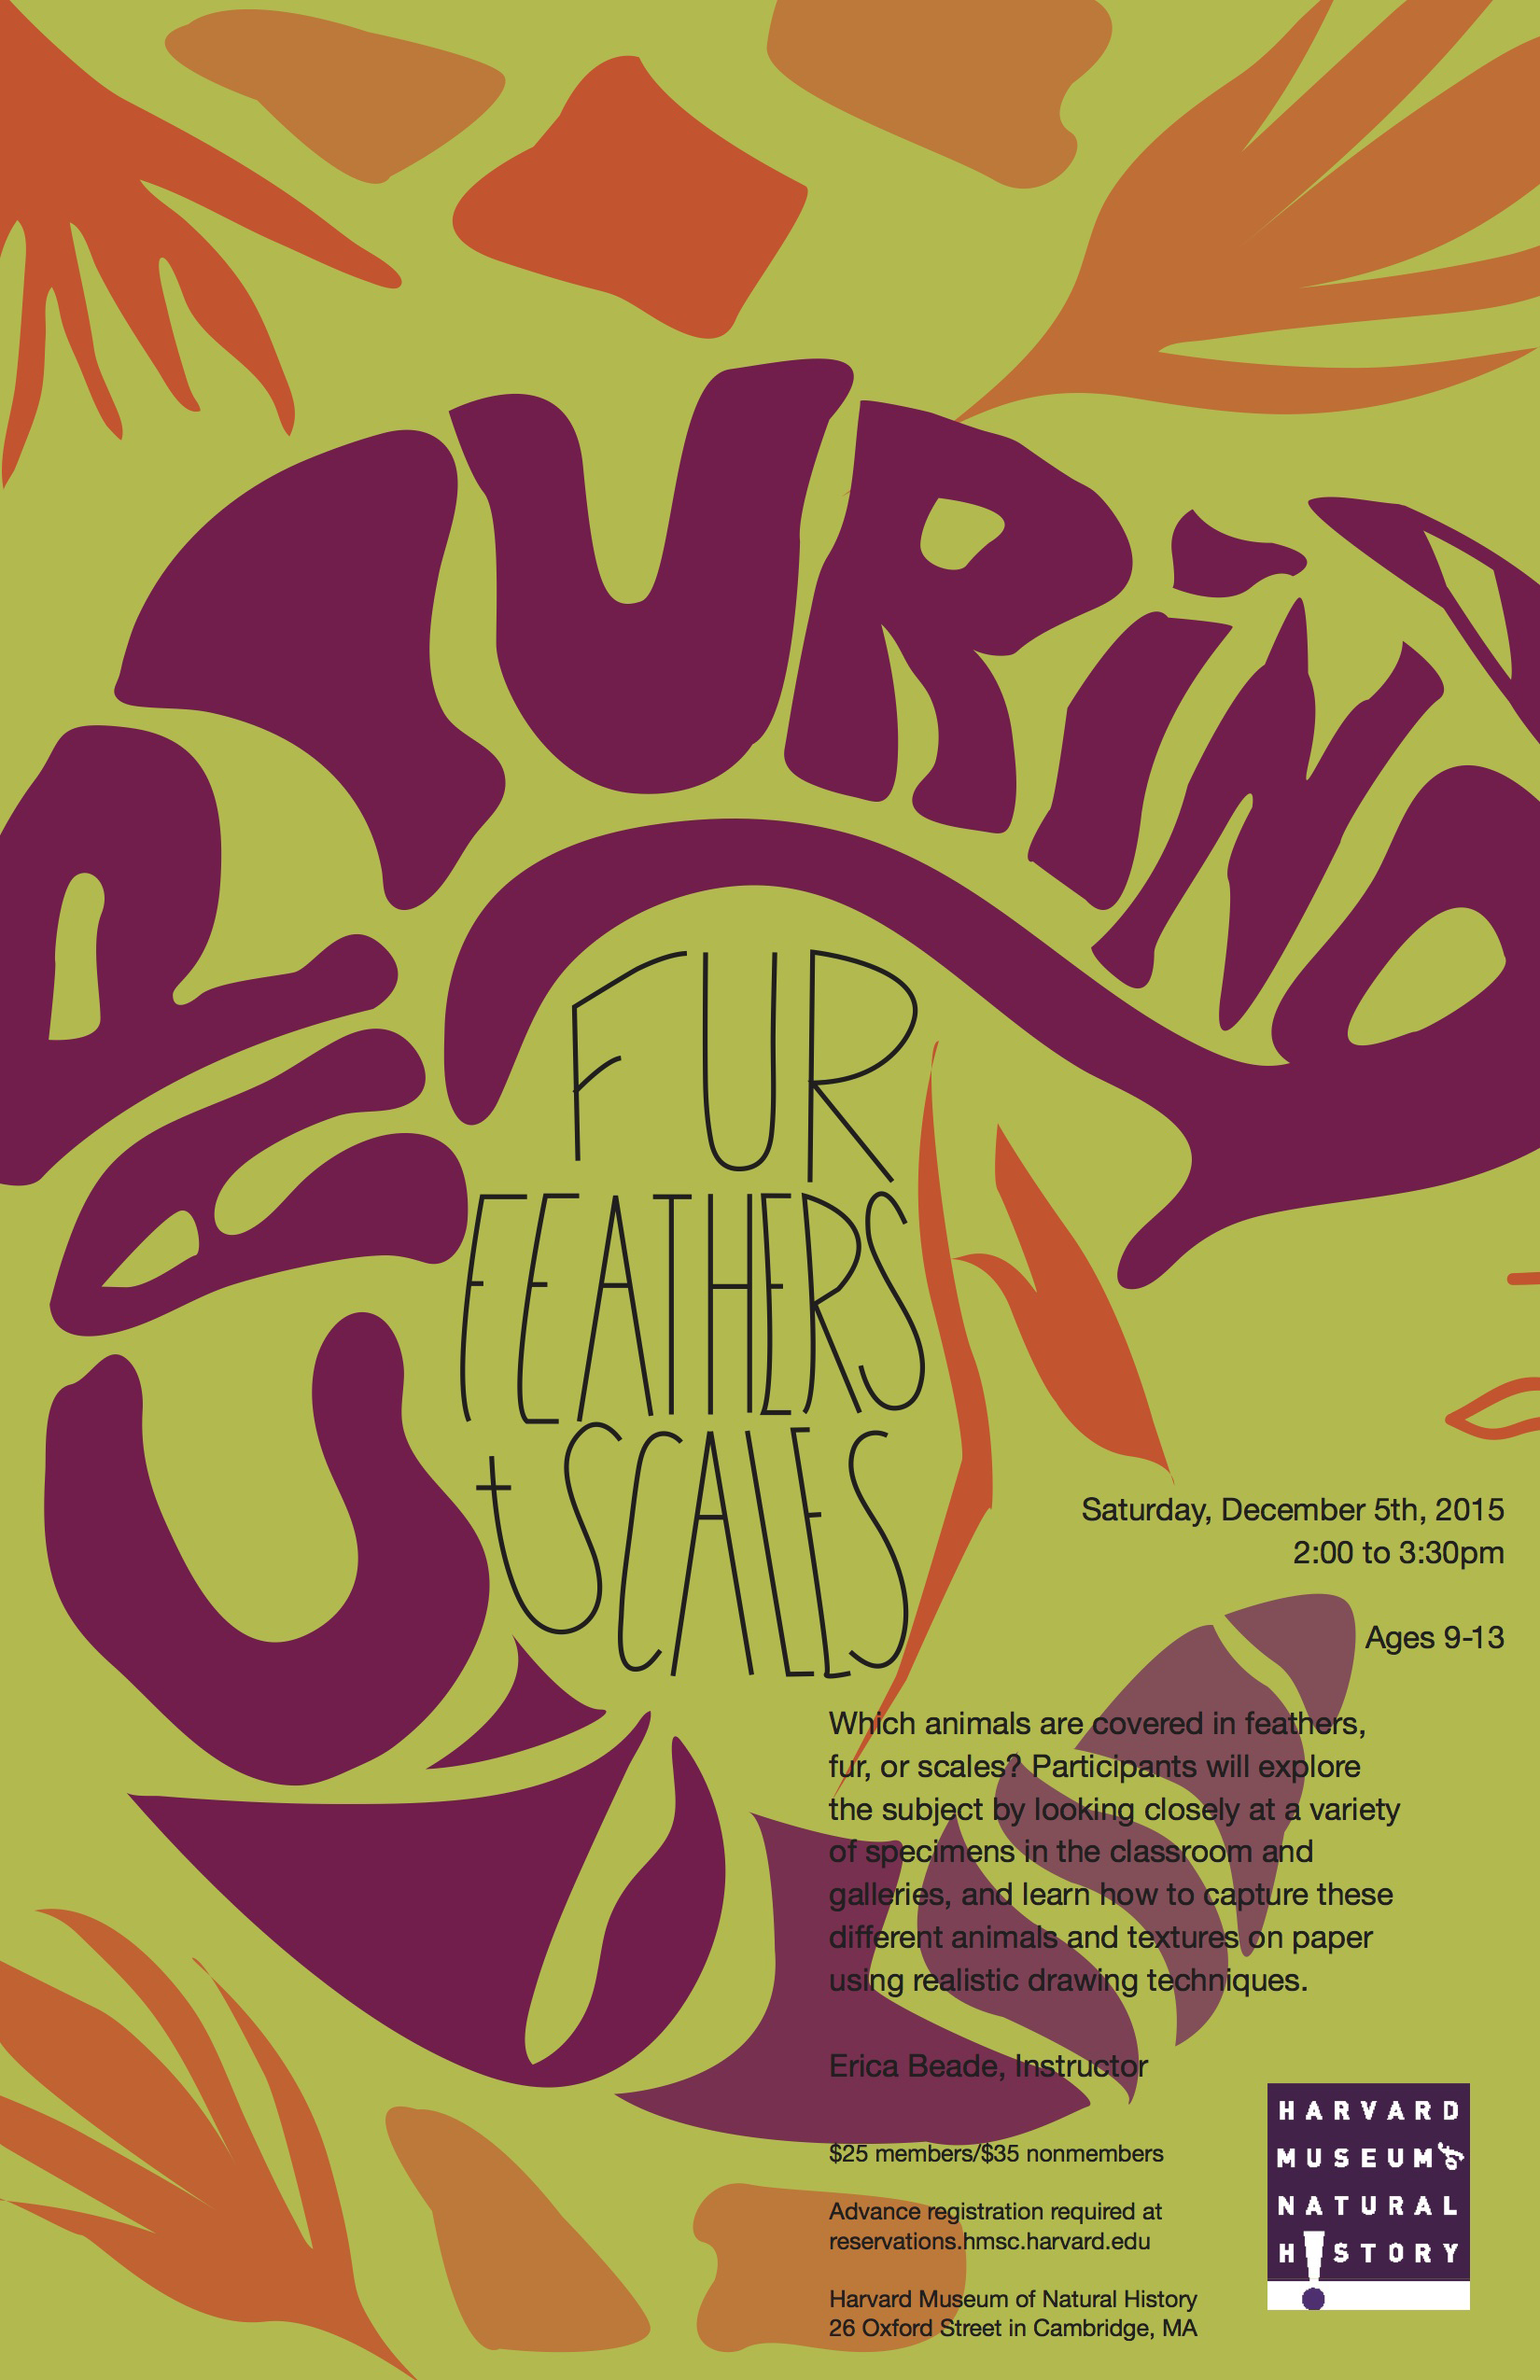 CAPTURiNG
FUR
FEATHERS
+ SCALES
Saturday, December 5th, 2015
2:00 to 3:30pm
Ages 9-13
Which animals are covered in feathers,
fur, or scales? Participants will explore
the subject by looking closely at a variety
of specimens in the classroom and
galleries, and learn how to capture these
different animals and textures on paper
using realistic drawing techniques.
Erica Beade, Instructor
$25 members/$35 nonmembers
Advance registration required at
reservations.hmsc.harvard.edu
Harvard Museum of Natural History
26 Oxford Street in Cambridge, MA
HARVARD
MUSEUM of
NATURAL
H!STORY